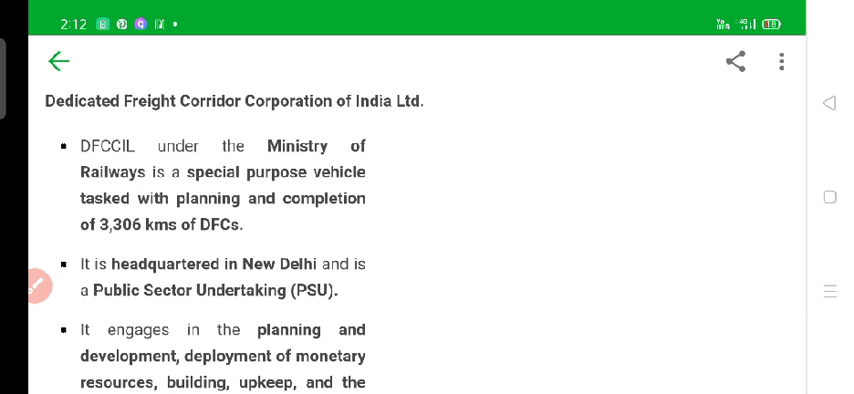 2:12
Dedicated Freight Corridor Corporation of India Ltd.
▪ DFCCIL under the Ministry of
Railways is a special purpose vehicle
tasked with planning and completion
of 3,306 kms of DFCs.
▪ It is headquartered in New Delhi and is
a Public Sector Undertaking (PSU).
▪ It engages in the planning and
development, deployment of monetary
resources, building, upkeep, and the